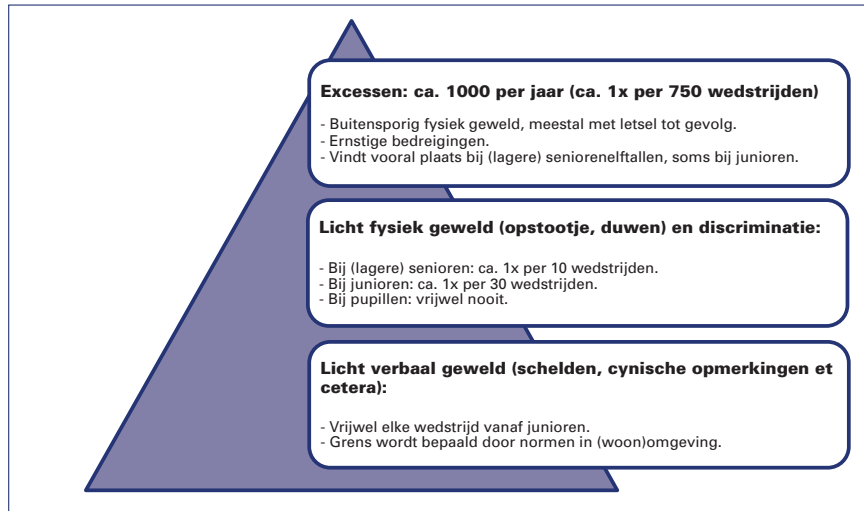 Excessen: ca. 1000 per jaar (ca. 1x per 750 wedstrijden)
- Buitensporig fysiek geweld, meestal met letsel tot gevolg.
- Ernstige bedreigingen.
- Vindt vooral plaats bij (lagere) seniorenelftallen, soms bij junioren.
Licht fysiek geweld (opstootje, duwen) en discriminatie:
- Bij (lagere) senioren: ca. 1x per 10 wedstrijden.
- Bij junioren: ca. 1x per 30 wedstrijden.
- Bij pupillen: vrijwel nooit.
Licht verbaal geweld (schelden, cynische opmerkingen et
cetera):
- Vrijwel elke wedstrijd vanaf junioren.
- Grens wordt bepaald door normen in (woon)omgeving.